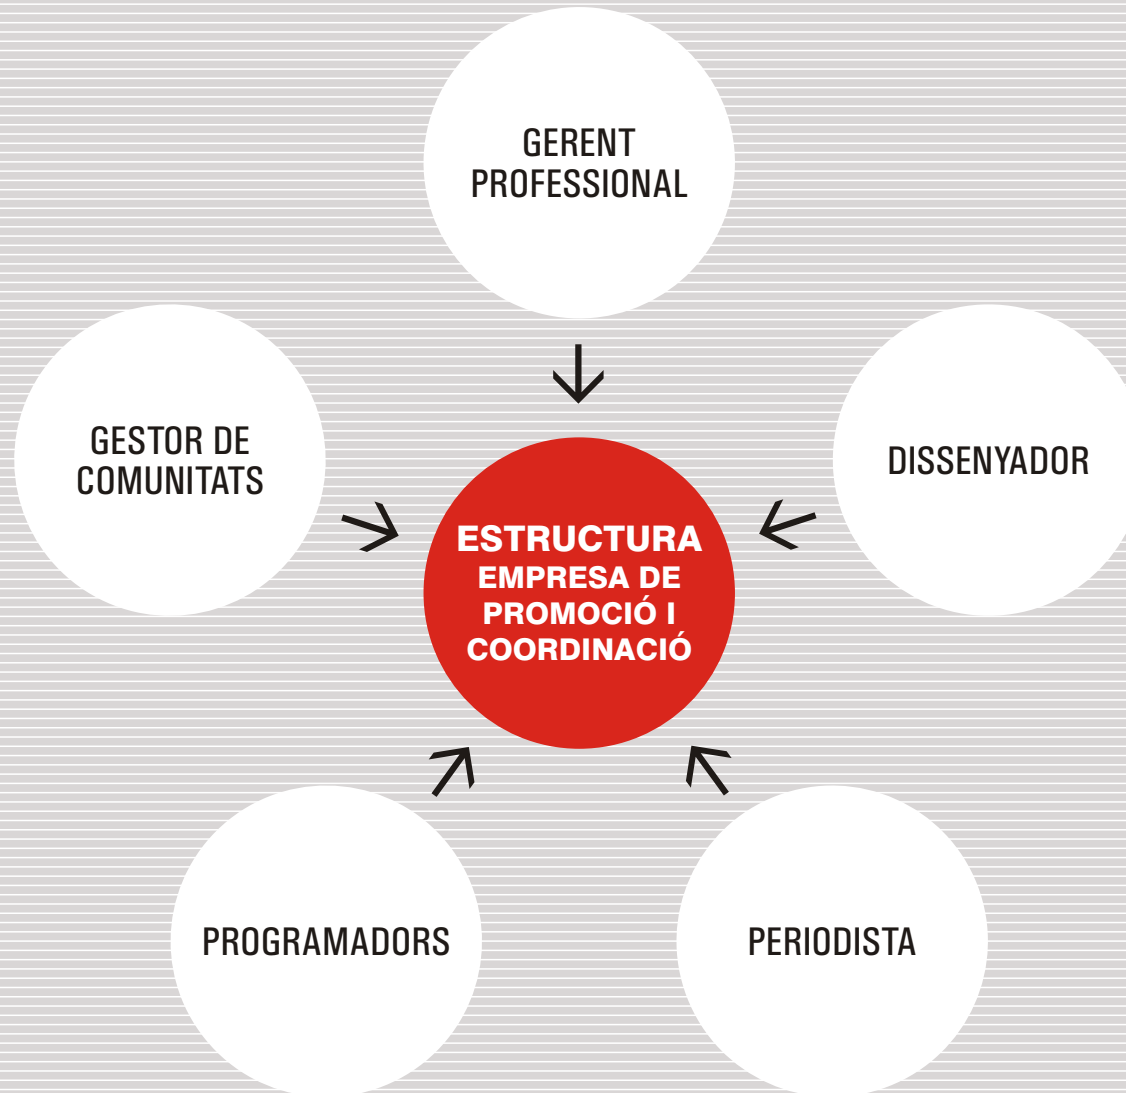 GERENT
PROFESSIONAL
GESTOR DE
COMUNITATS
DISSENYADOR
ESTRUCTURA
EMPRESA DE
PROMOCIÓ I
COORDINACIÓ
PROGRAMADORS
PERIODISTA